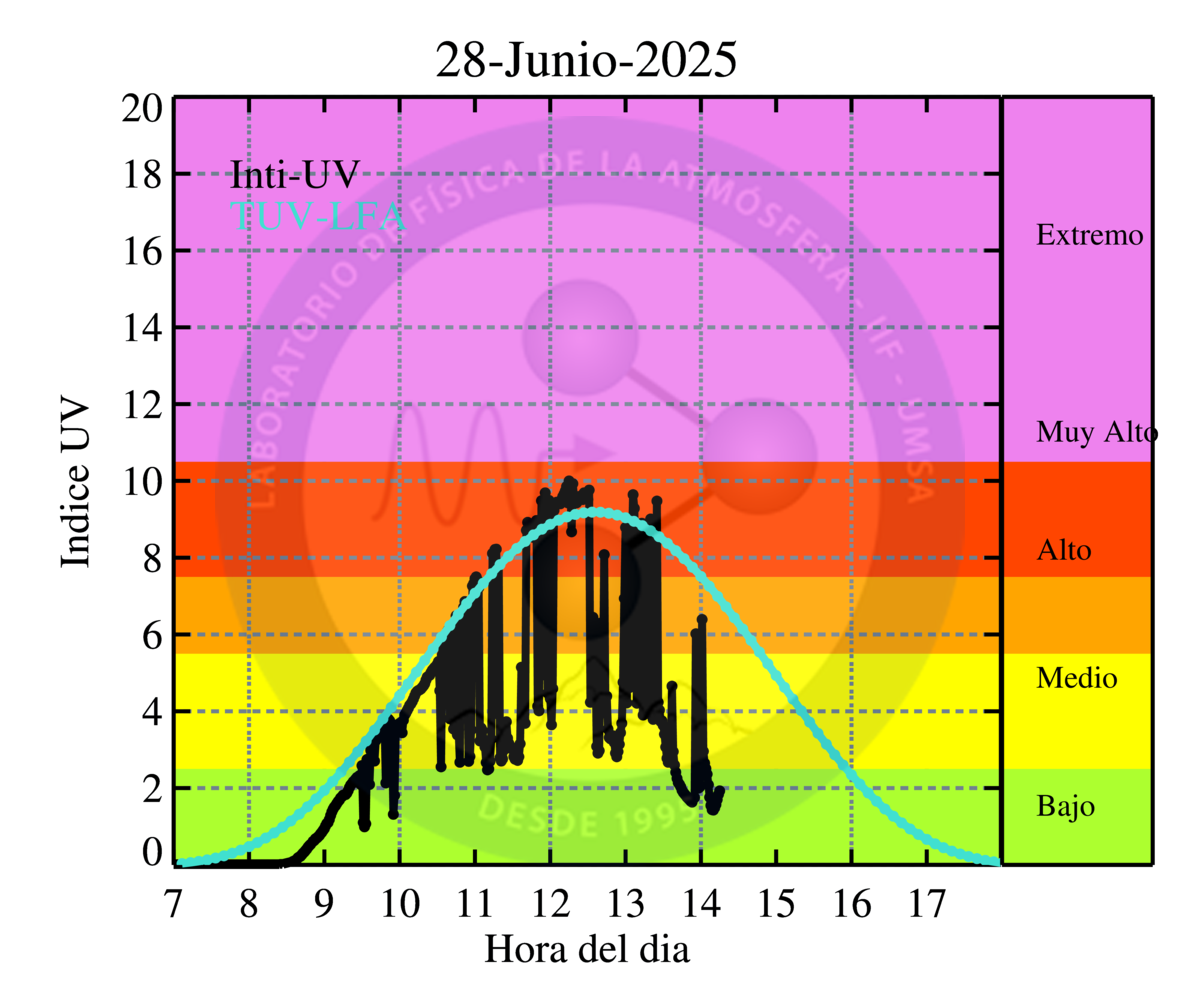 28-Junio-2025
Indice UV
20
18
16
14
12
10
8
6
4
2
0
Inti-UV
TUV-LFA
LABORATORIO DE FÍSICA DE LA ATMÓSFERA - IIF - UMSA
DESDE 1995
Extremo
Muy Alto
Alto
Medio
Bajo
7 8 9 10 11 12 13 14 15 16 17
Hora del dia